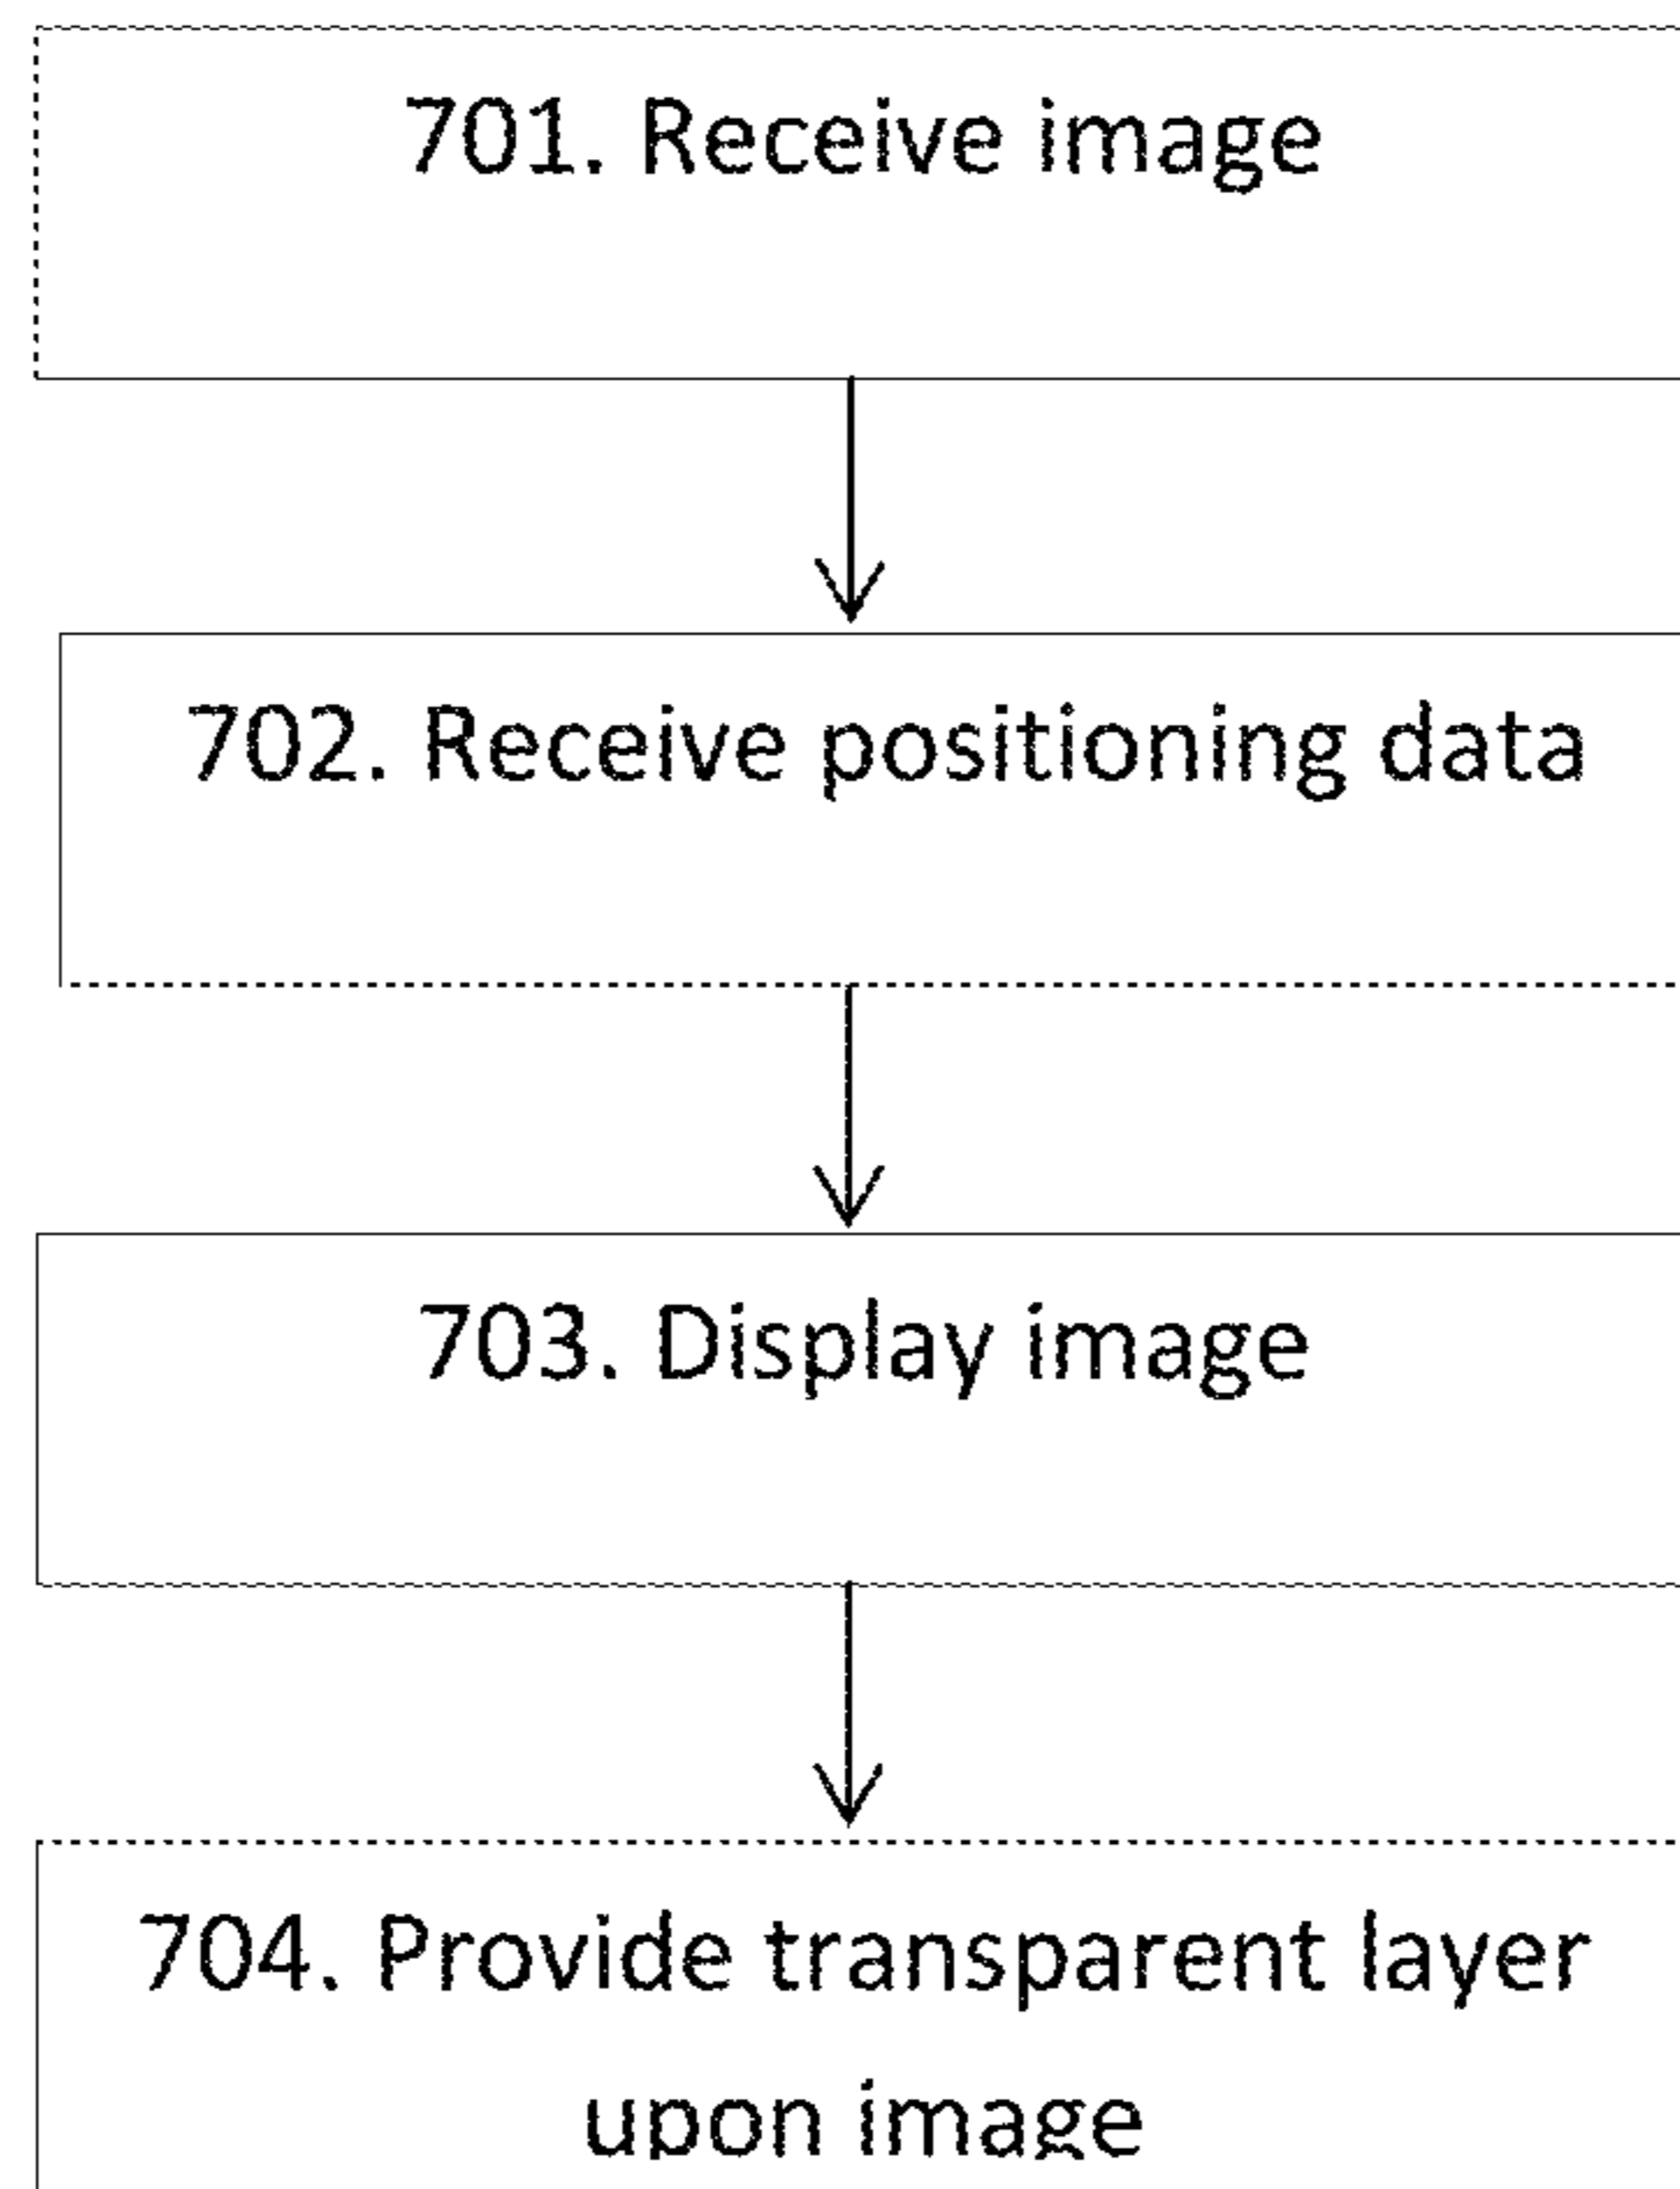 701. Receive image
702. Receive positioning data
703. Display image
704. Provide transparent layer
upon image